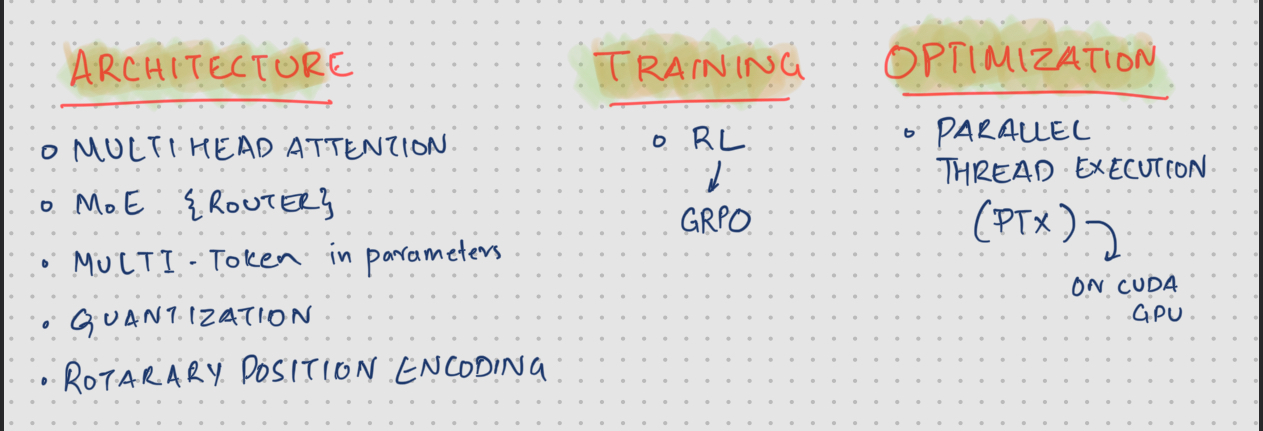 ARCHITECTURE
○ MULTI HEAD ATTENTION
○ MoE {ROUTER}
• MULTI - Token in parameters
• QUANTIZATION
• ROTARARY POSITION ENCODING
TRAINING
○ RL
↓
GRPO
OPTIMIZATION
○ PARALLEL
THREAD EXECUTION
(PTX)
ON CUDA
GPU